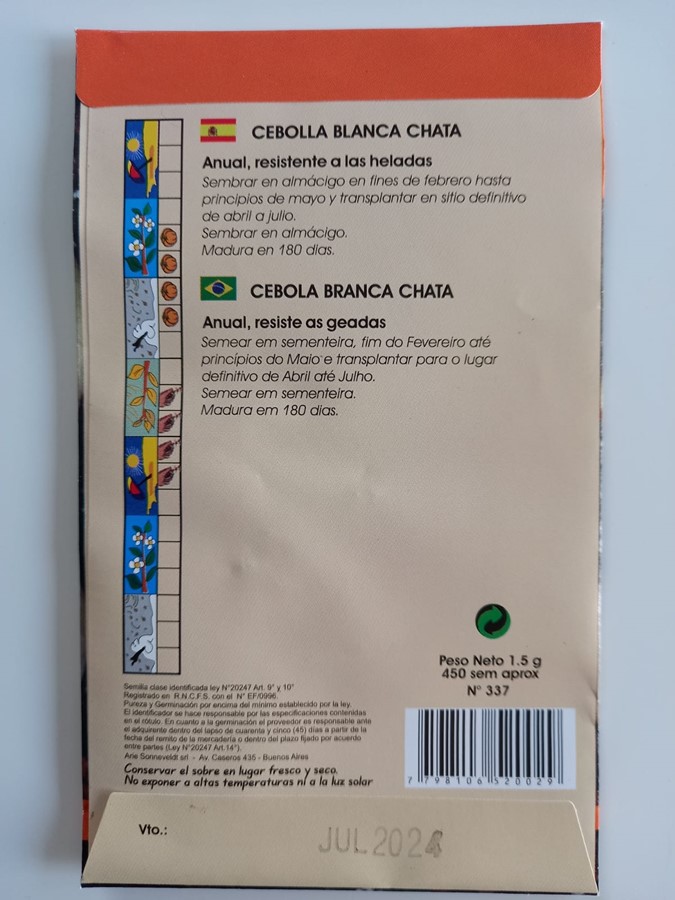 CEBOLLA BLANCA CHATA
Anual, resistente a las heladas
Sembrar en almácigo en fines de febrero hasta
principios de mayo y transplantar en sitio definitivo
de abril a julio.
Sembrar en almácigo.
Madura en 180 dias.
CEBOLA BRANCA CHATA
Anual, resiste as geadas
Semear em sementeira, fim do Fevereiro até
princípios do Maio e transplantar para o lugar
definitivo de Abril até Julho.
Semear em sementeira.
Madura em 180 dias.
Peso Neto 1.5 g
450 sem aprox
N° 337
Semilla clase identificada ley N°20247 Art. 9° y 10°
Registrado en R.N.C.F.S. con el N° EF/0996.
Pureza y Germinación por encima del mínimo establecido por la ley.
El identificador se hace responsable por las especificaciones contenidas
en el rótulo. En cuanto a la germinación el proveedor es responsable ante
el adquirente dentro del lapso de cuarenta y cinco (45) dias a partir de la
fecha del remito de la mercadería o dentro del plazo fijado por acuerdo
entre partes (Ley N°20247 Art.14°).
Arie Sonneveldt srl - Av. Caseros 435 - Buenos Aires
Conservar el sobre en lugar fresco y seco.
No exponer a altas temperaturas ni a la luz solar
7 798106 520029
Vto.:
JUL 2024